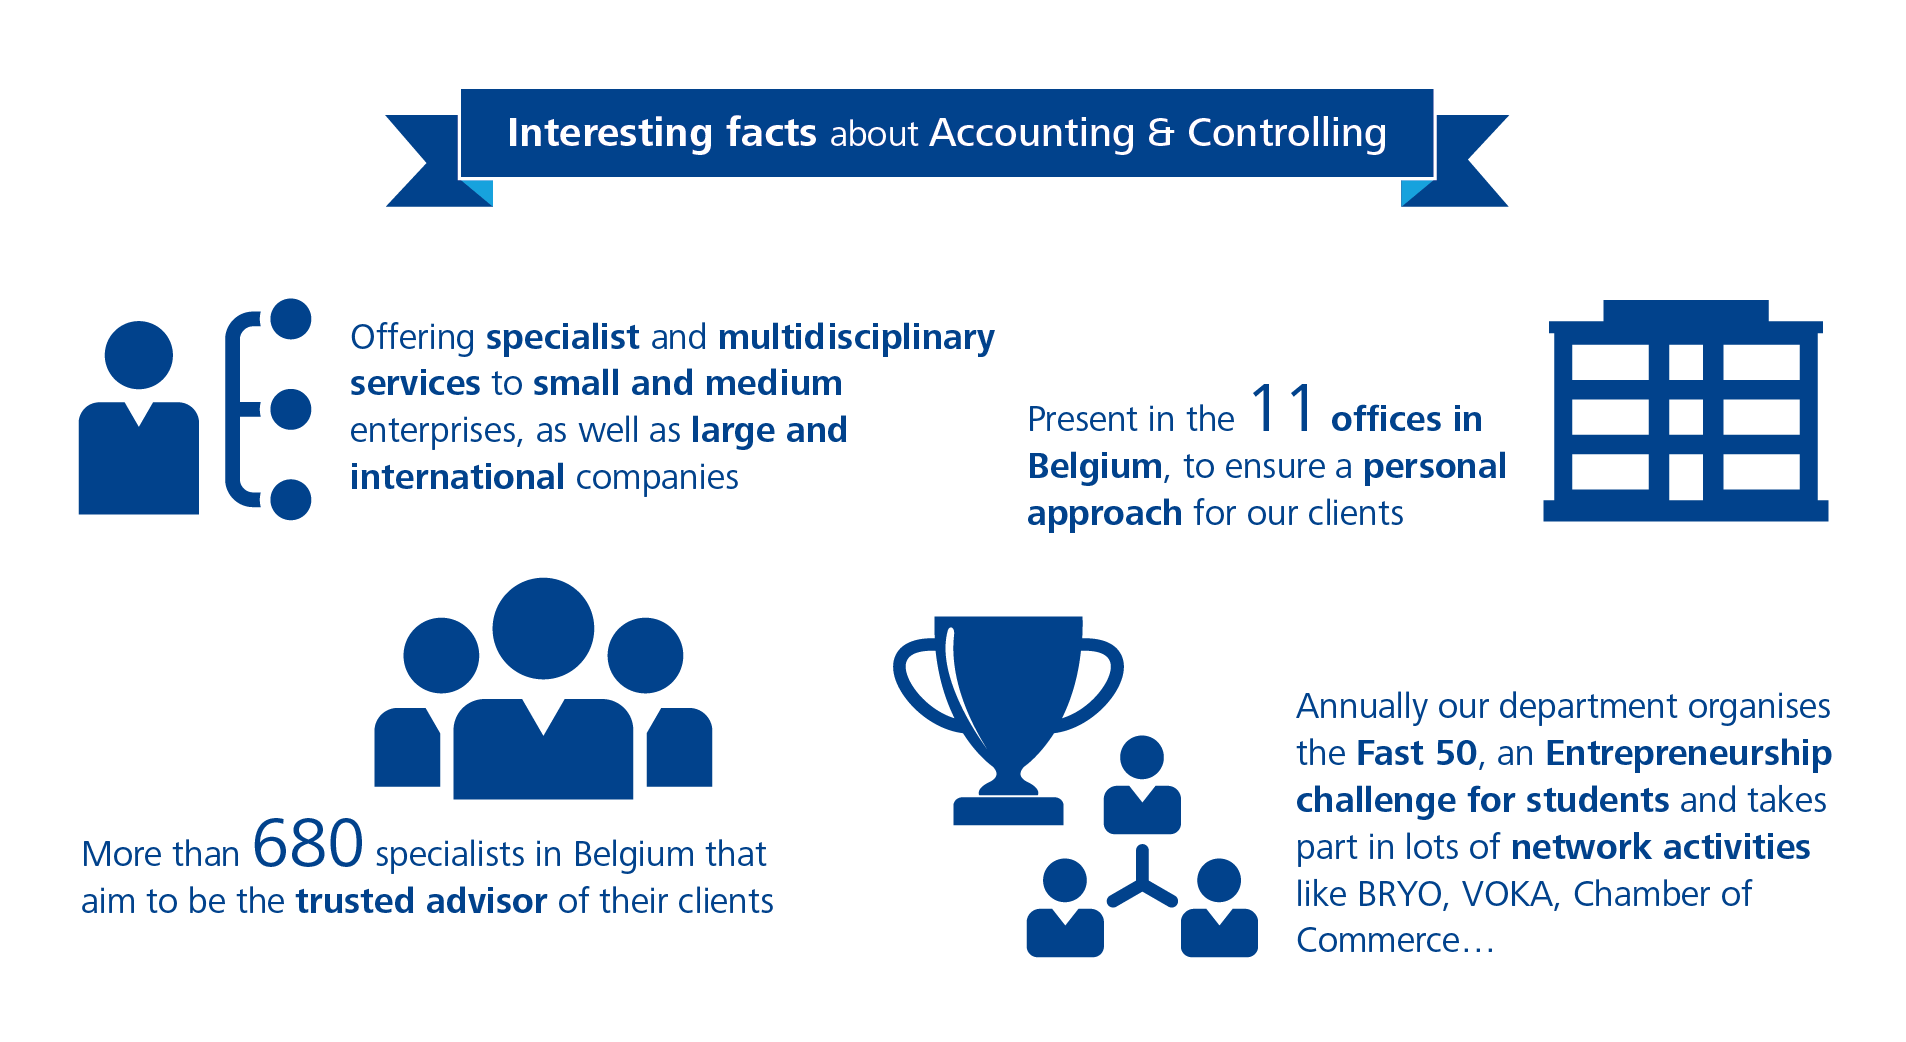 Interesting facts about Accounting & Controlling
Offering specialist and multidisciplinary
services to small and medium
enterprises, as well as large and
international companies
Present in the 11 offices in
Belgium, to ensure a personal
approach for our clients
More than 680 specialists in Belgium that
aim to be the trusted advisor of their clients
Annually our department organises
the Fast 50, an Entrepreneurship
challenge for students and takes
part in lots of network activities
like BRYO, VOKA, Chamber of
Commerce…